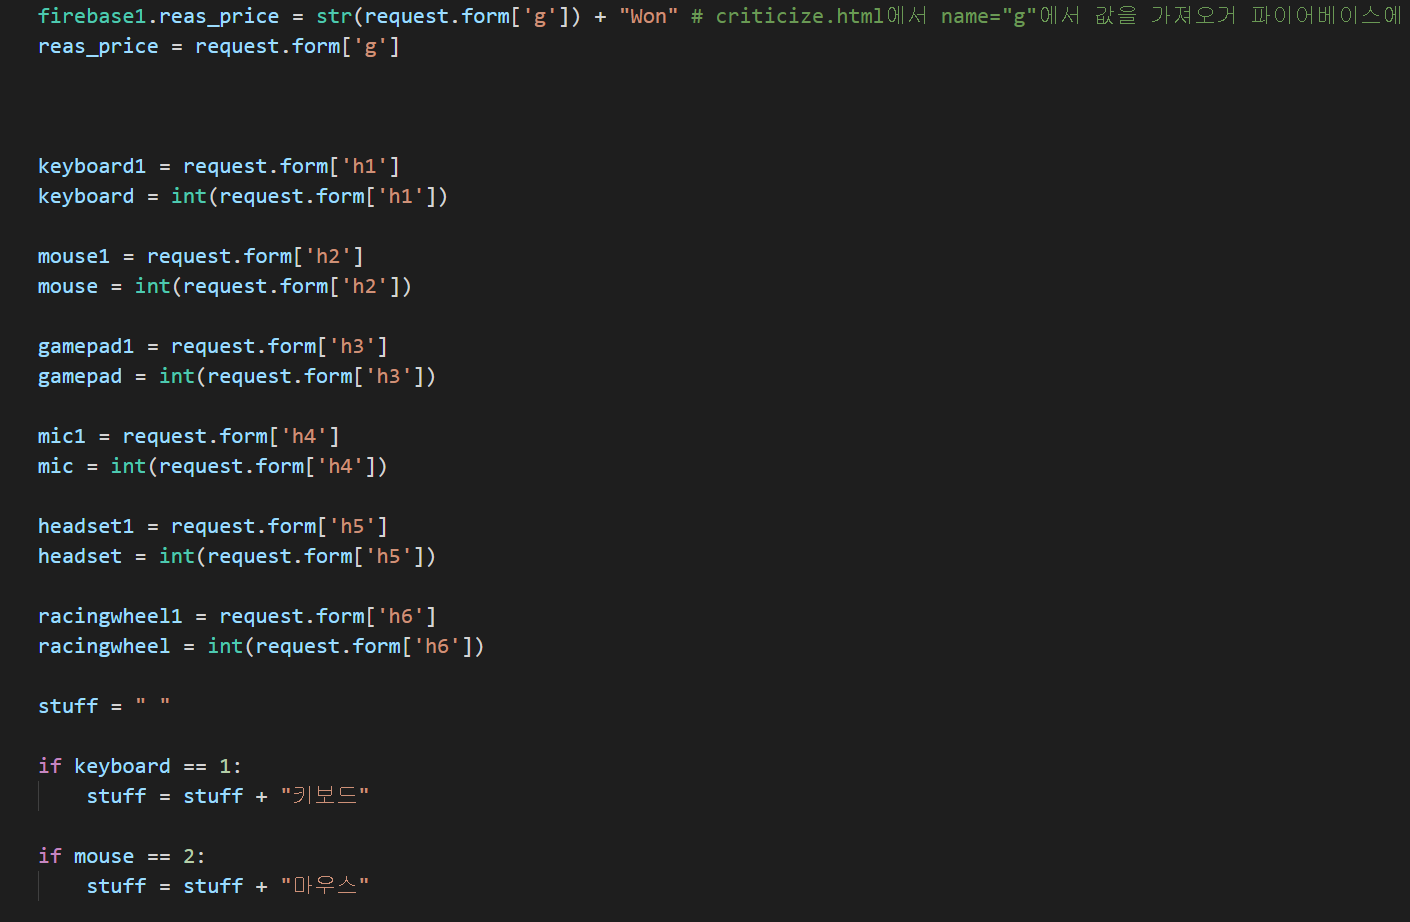 firebase1.reas_price = str(request.form['g']) + "Won" # criticize.html에서 name="g"에서 값을 가져오거 파이어베이스에
reas_price = request.form['g']
keyboard1 = request.form['h1']
keyboard = int(request.form['h1'])
mouse1 = request.form['h2']
mouse = int(request.form['h2'])
gamepad1 = request.form['h3']
gamepad = int(request.form['h3'])
mic1 = request.form['h4']
mic = int(request.form['h4'])
headset1 = request.form['h5']
headset = int(request.form['h5'])
racingwheel1 = request.form['h6']
racingwheel = int(request.form['h6'])
stuff = " "
if keyboard == 1:
    stuff = stuff + "키보드"
if mouse == 2:
    stuff = stuff + "마우스"